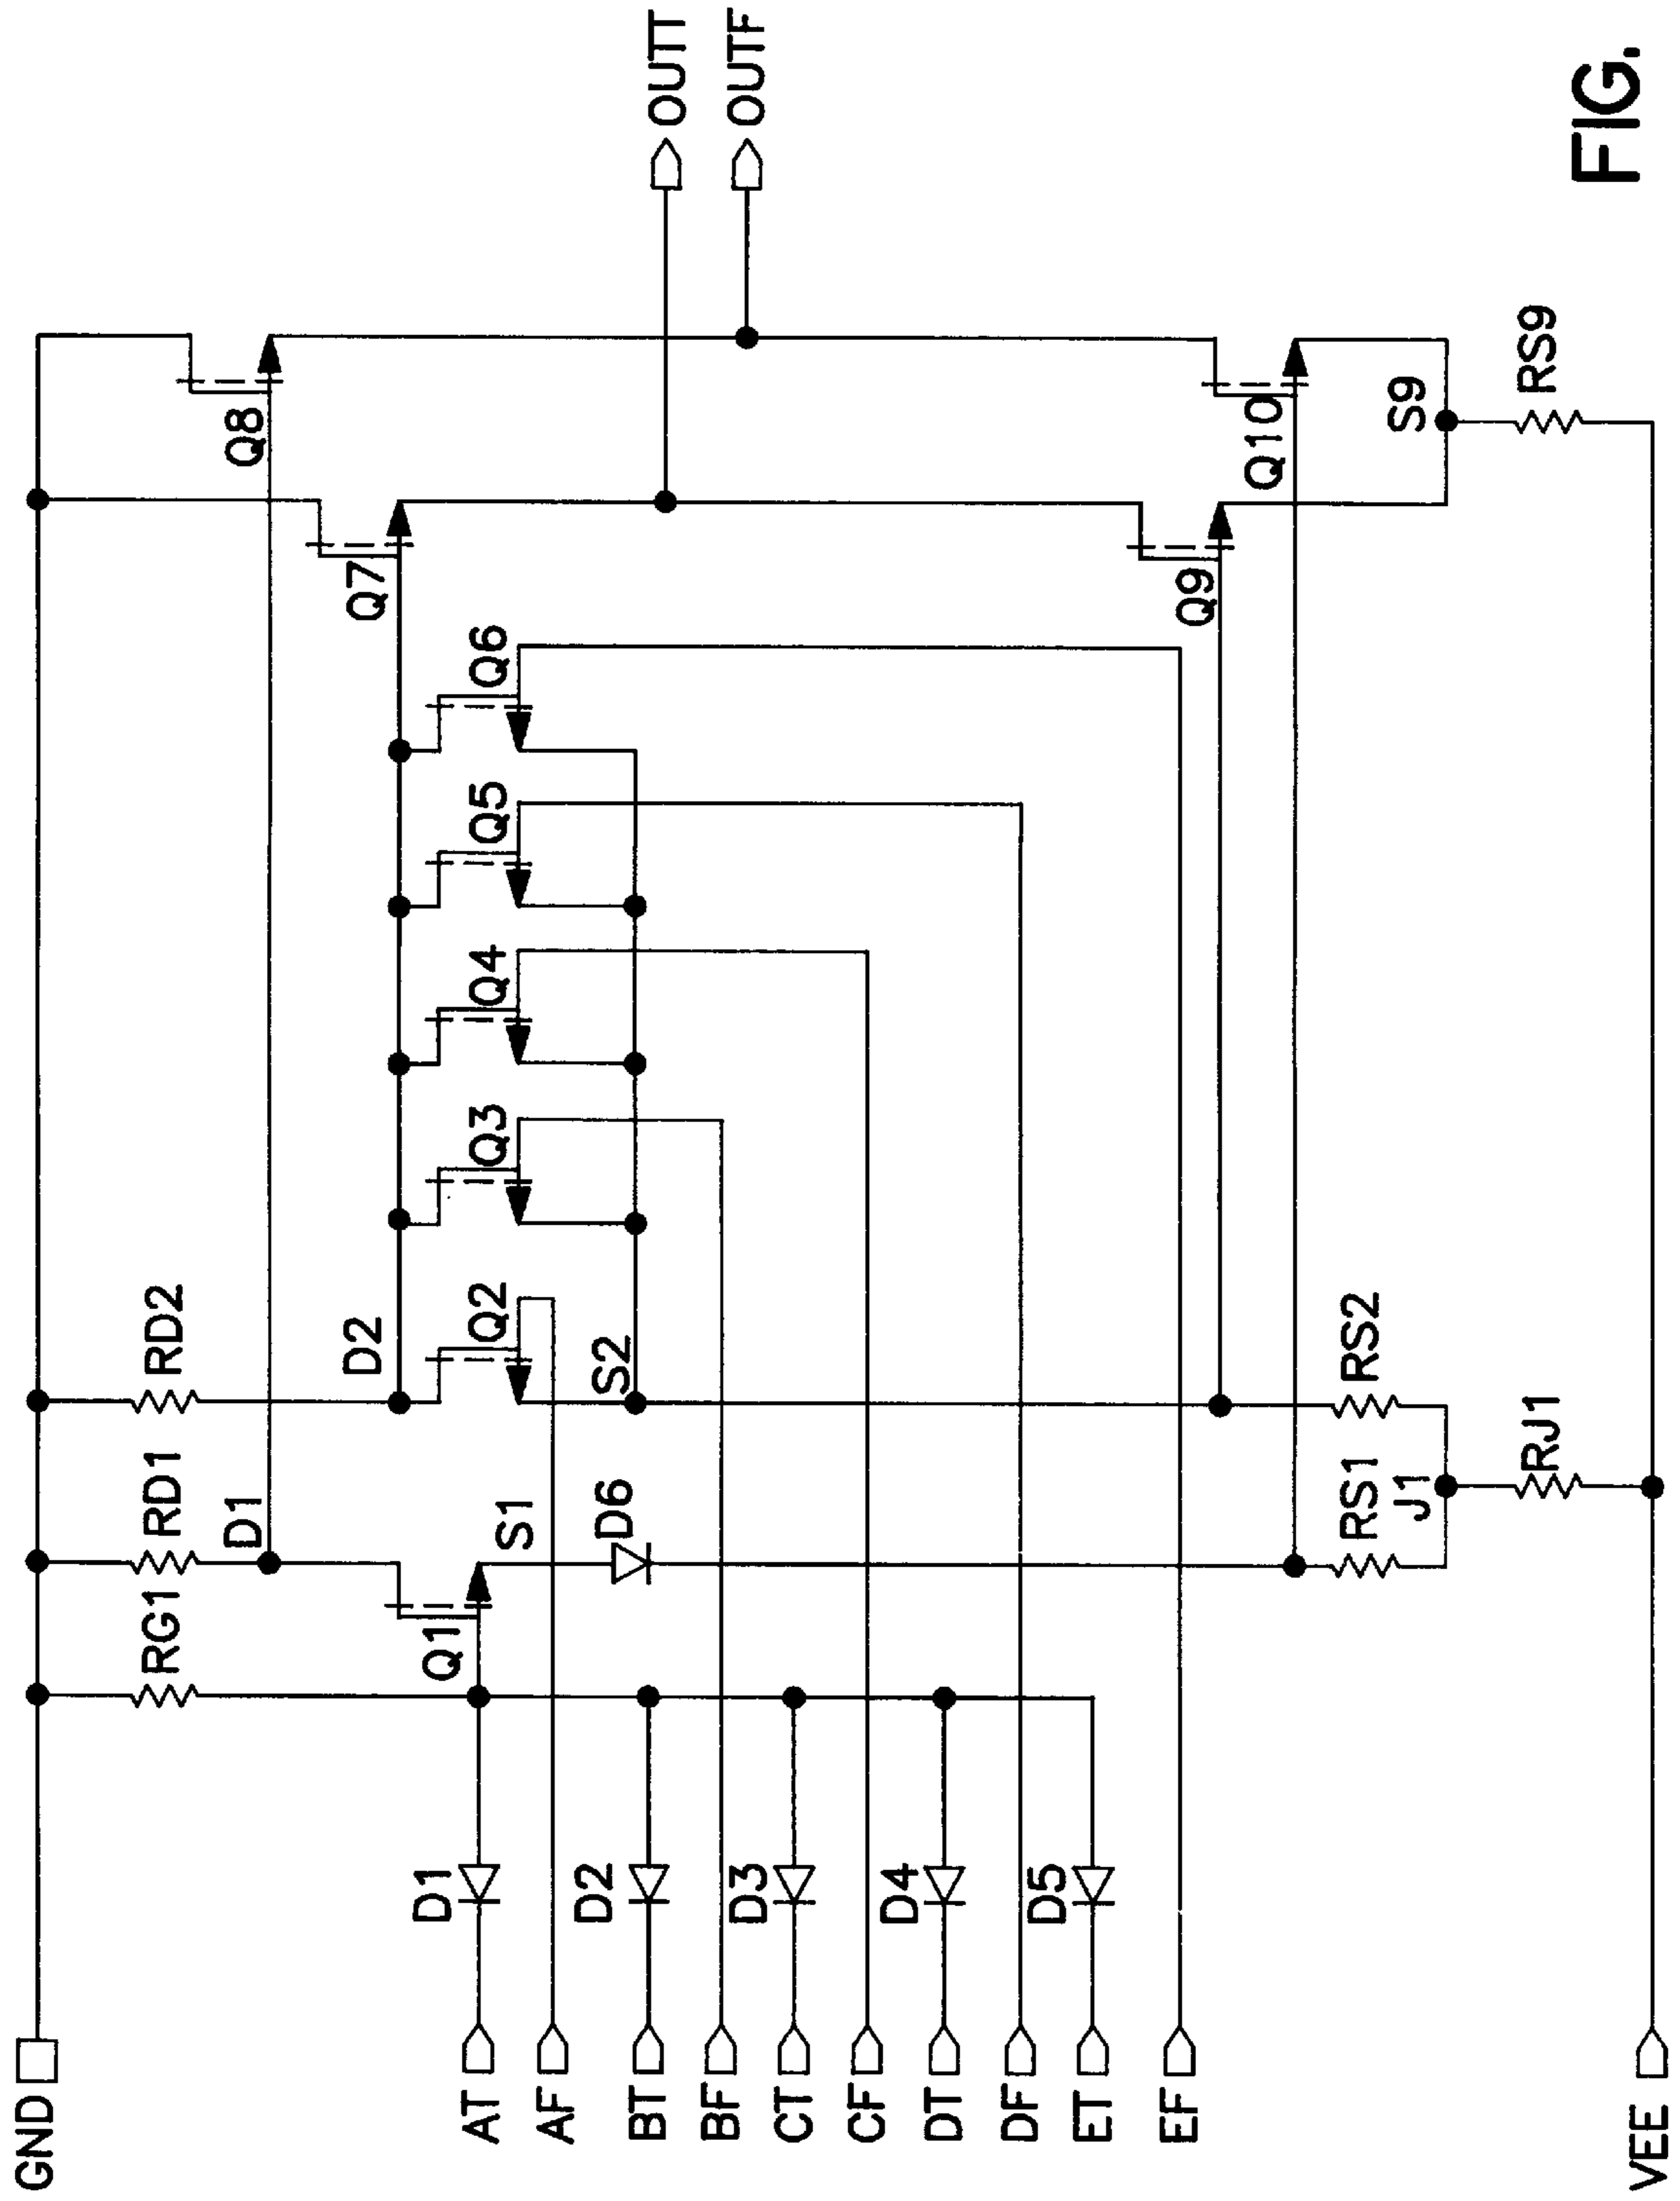 GND
AT
AF
BT
BF
CT
CF
DT
DF
ET
EF
VEE
D1
D2
D3
D4
D5
RG1
RD1
RD2
D1
Q1
S1
D6
RS1
J1
RJ1
RS2
D2
Q2
S2
Q3
Q4
Q5
Q6
Q7
Q8
Q9
Q10
S9
RS9
OUTT
OUTF
FIG.